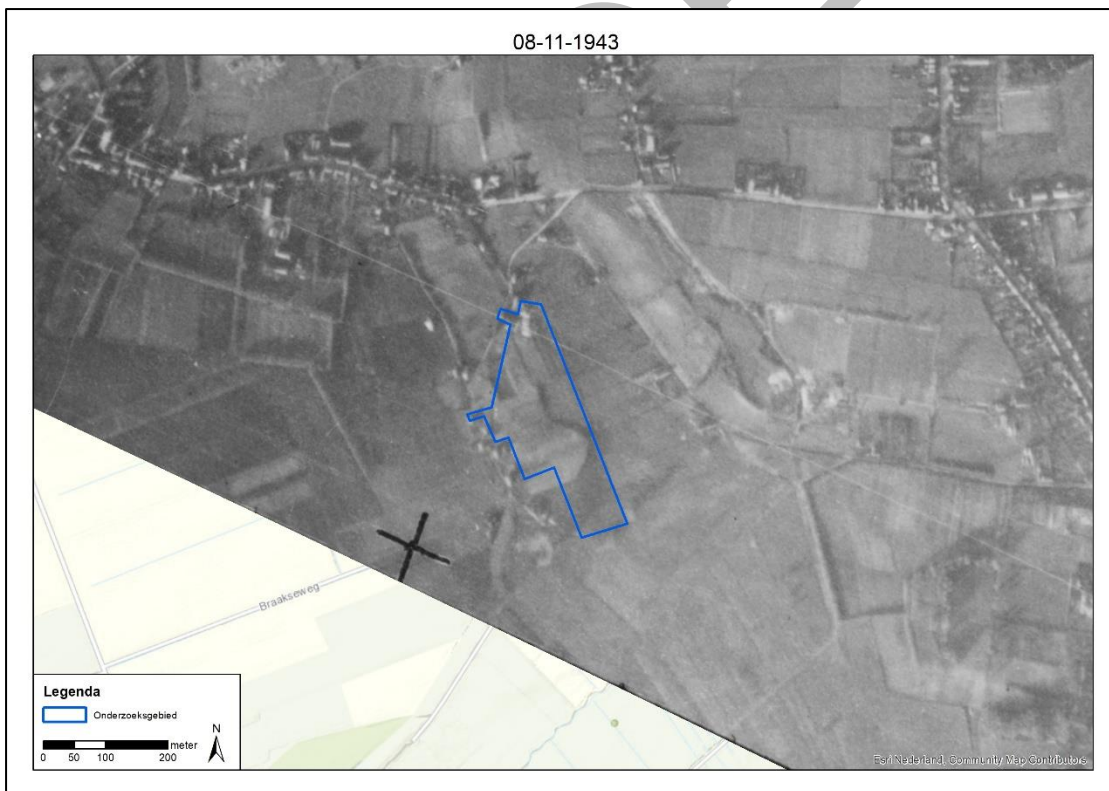 08-11-1943
Braakseweg
Legenda
Onderzoeksgebied
N
meter
0 50 100 200
Esri Nederland, Community Map Contributors